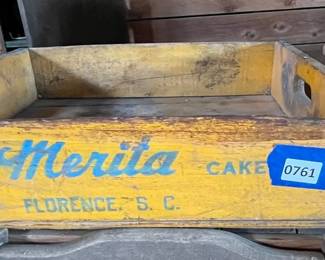 Merita CAKE
0761
FLORENCE, S. C.